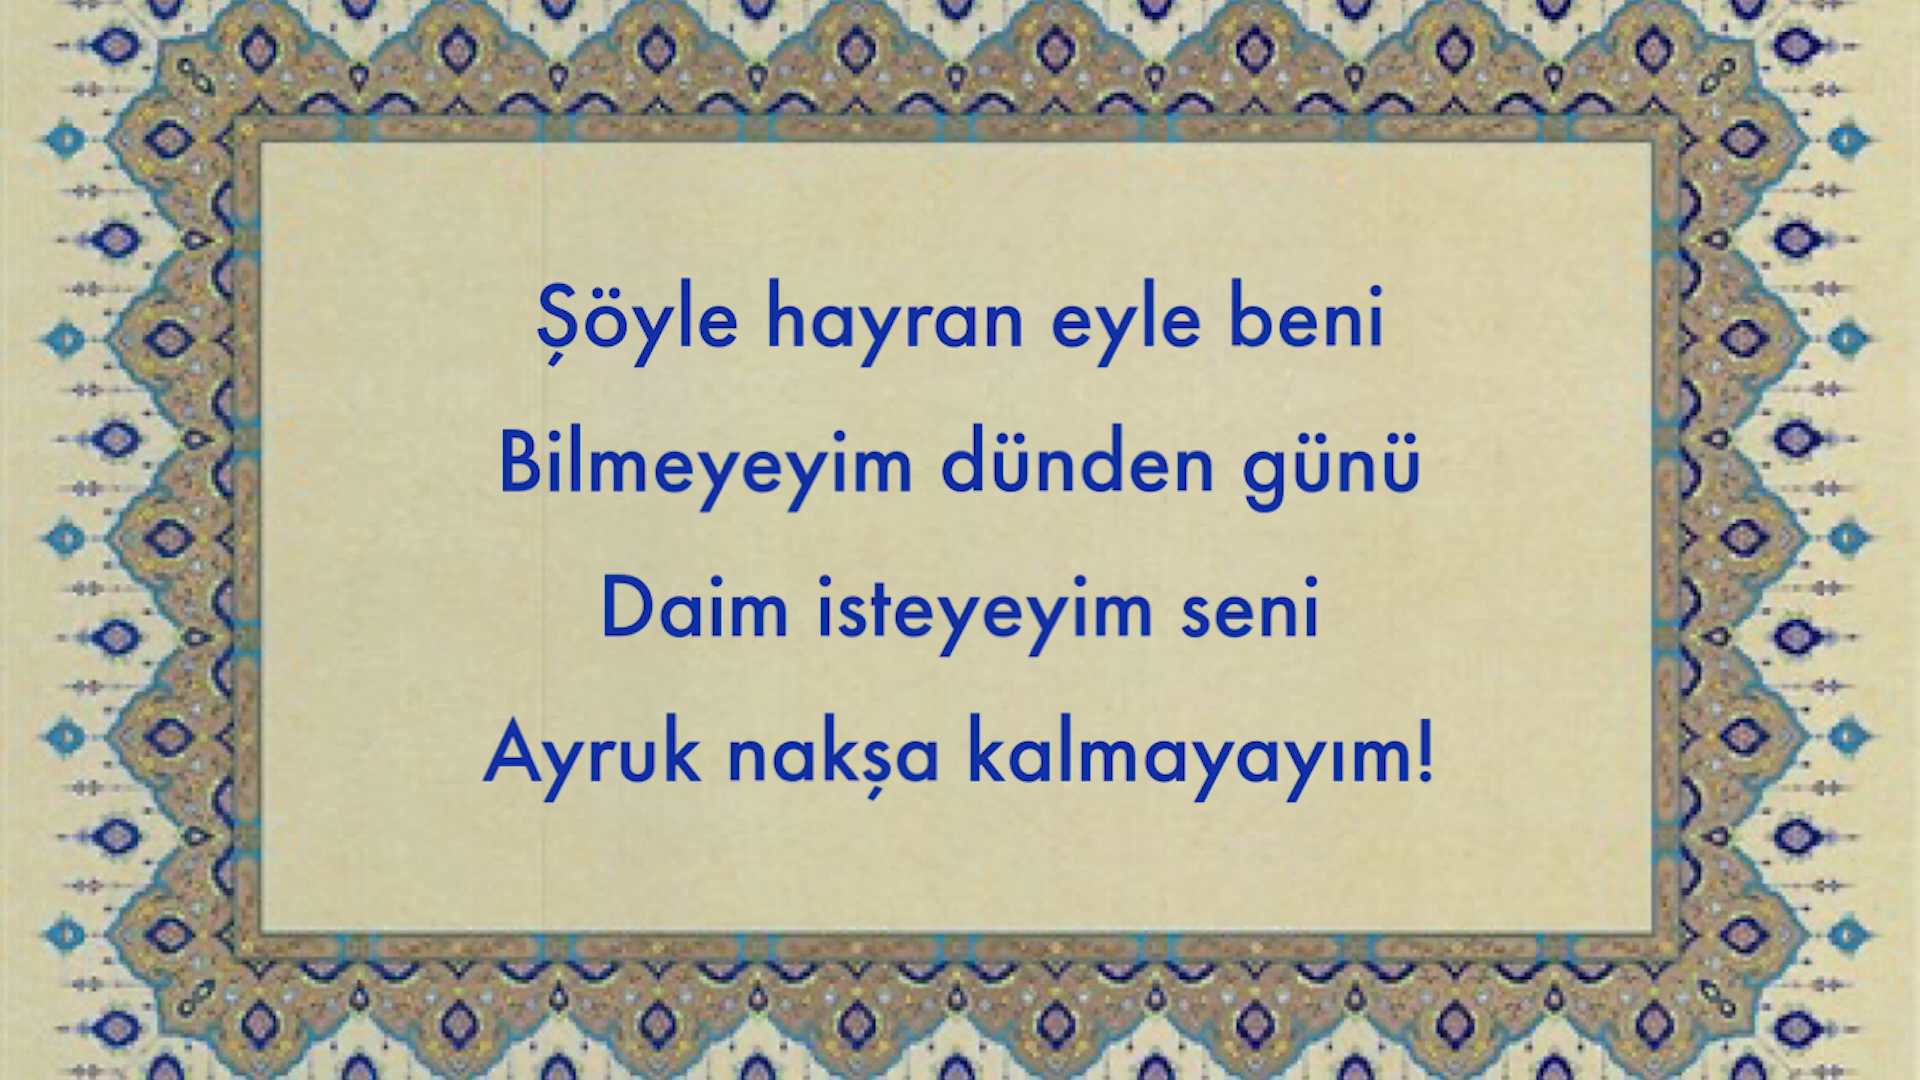 Şöyle hayran eyle beni
Bilmeyeyim dünden günü
Daim isteyeyim seni
Ayruk nakşa kalmayayım!